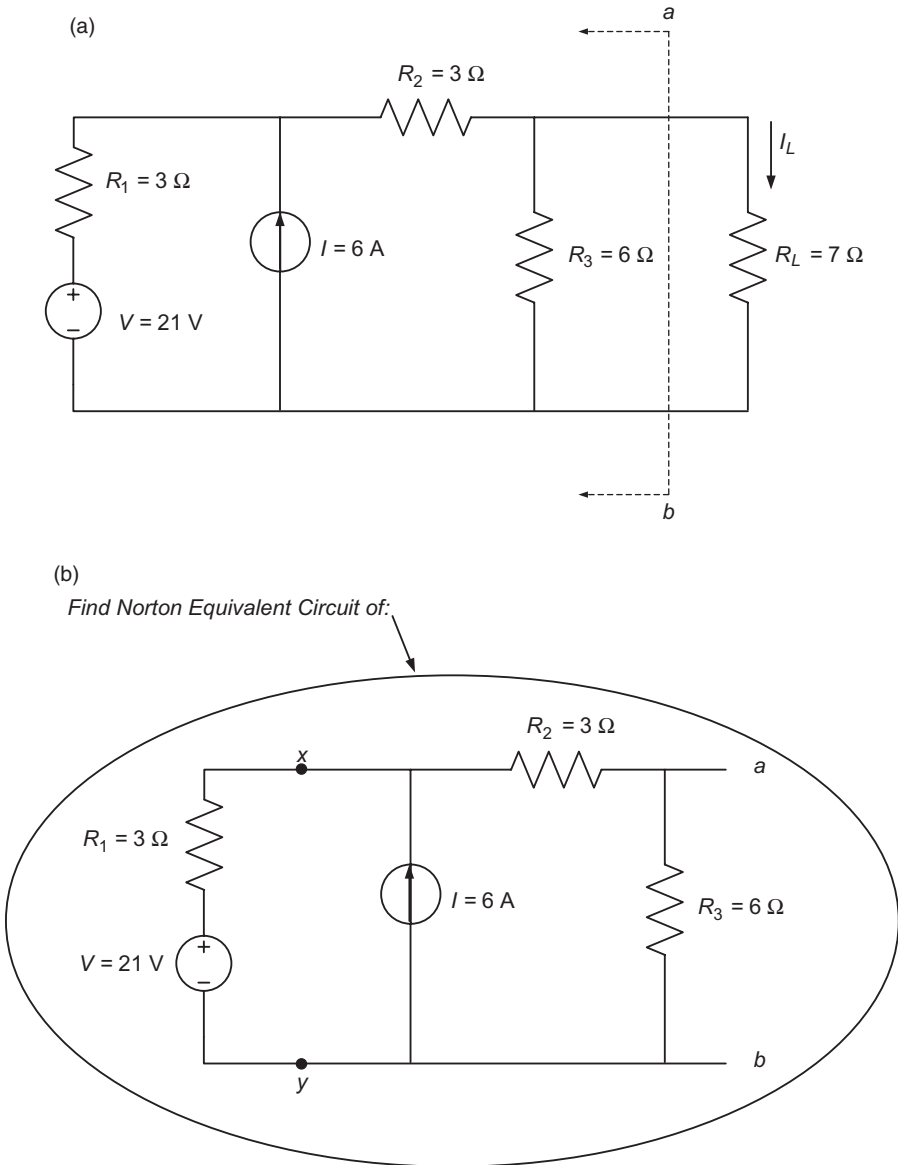 (a)
a
R2 = 3 Ω
IL
R1 = 3 Ω
I = 6 A
R3 = 6 Ω
RL = 7 Ω
+
−
V = 21 V
b
(b)
Find Norton Equivalent Circuit of:
R2 = 3 Ω
x
a
R1 = 3 Ω
I = 6 A
R3 = 6 Ω
V = 21 V
+
−
b
y